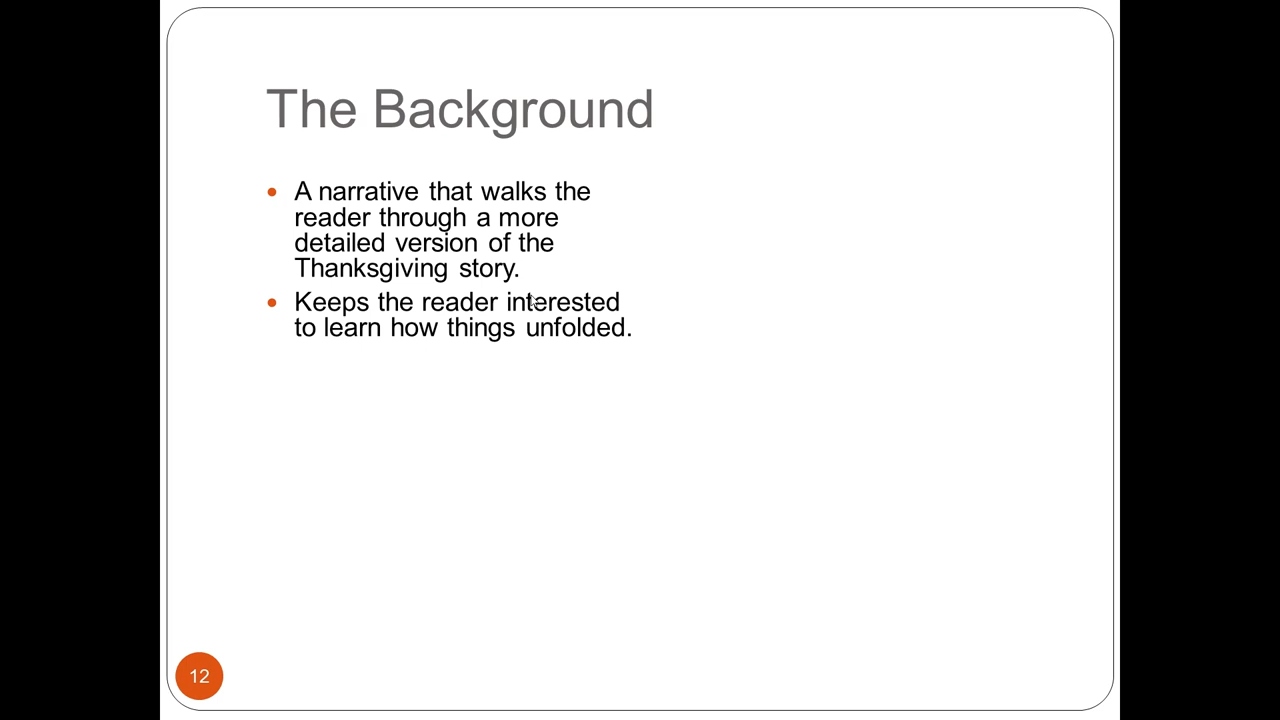 The Background
• A narrative that walks the
reader through a more
detailed version of the
Thanksgiving story.
• Keeps the reader interested
to learn how things unfolded.
12